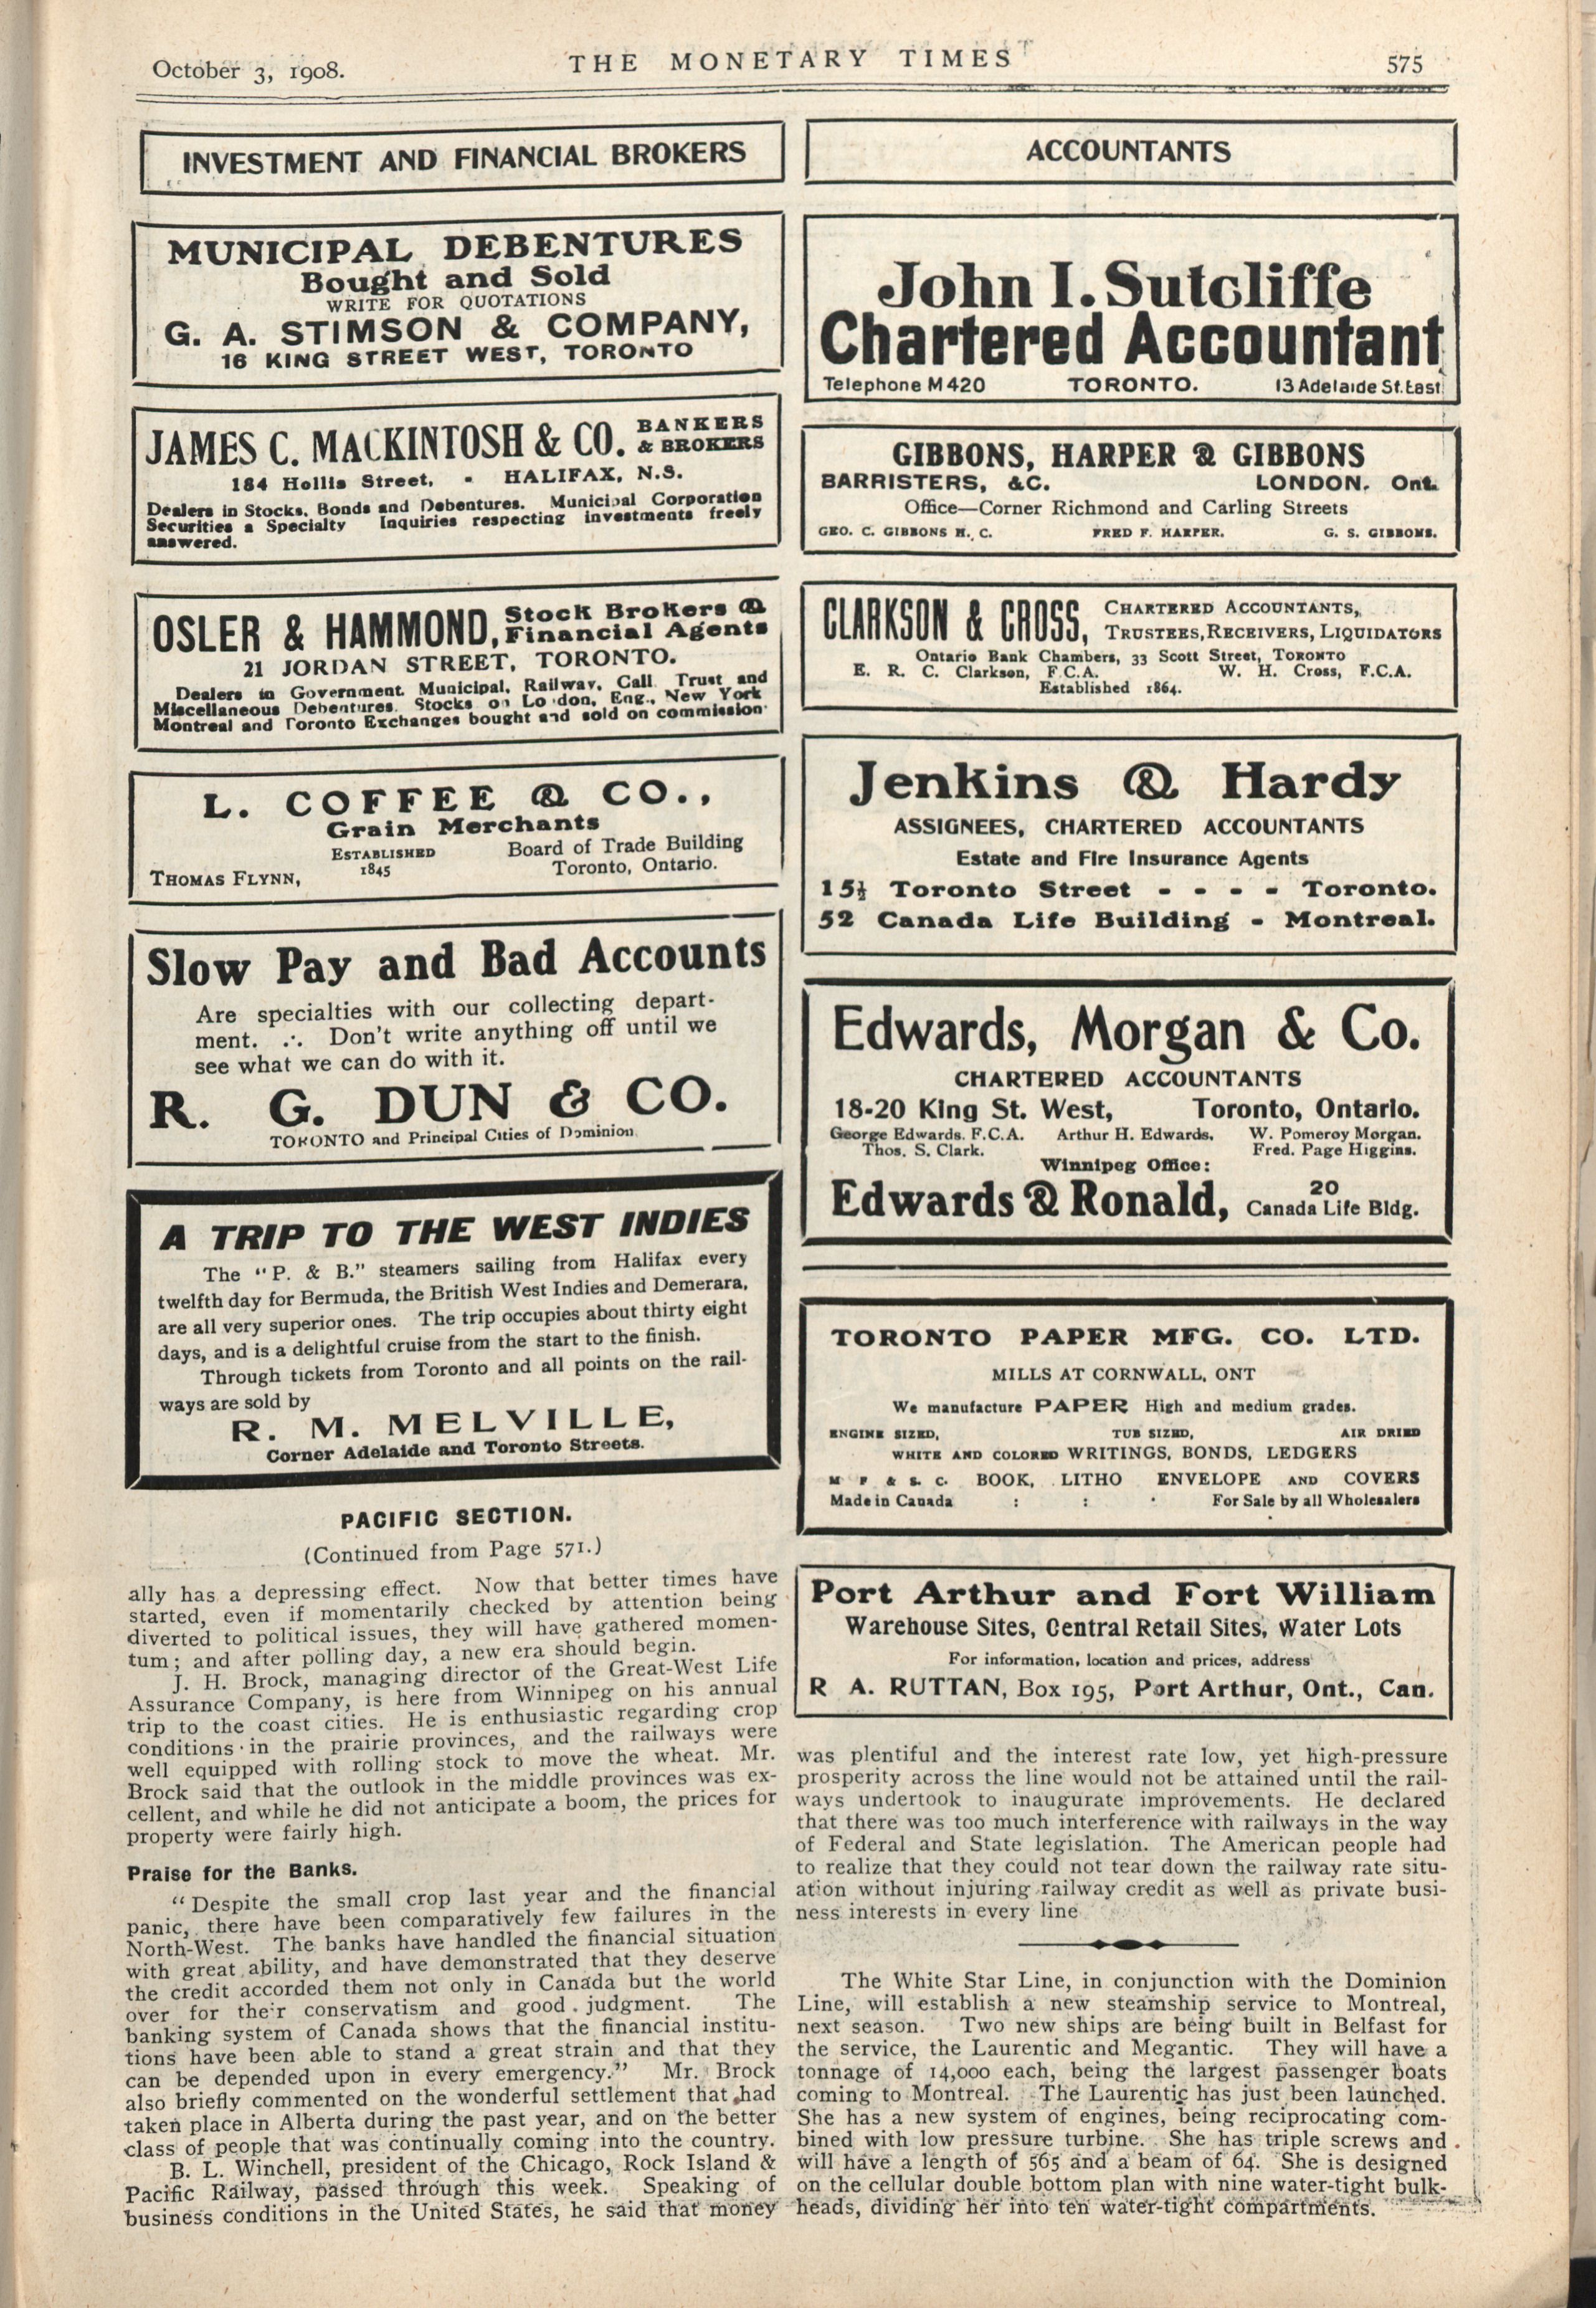 October 3, 1908.
THE MONETARY TIMES
575
INVESTMENT AND FINANCIAL BROKERS
MUNICIPAL DEBENTURES
Bought and Sold
WRITE FOR QUOTATIONS
G. A. STIMSON & COMPANY,
16 KING STREET WEST, TORONTO
JAMES C. MACKINTOSH & CO. BANKERS
& BROKERS
184 Hollis Street, - HALIFAX, N.S.
Dealers in Stocks, Bonds and Debentures. Municipal Corporation
Securities a Specialty Inquiries respecting investments freely
answered.
OSLER & HAMMOND, Stock Brokers &
Financial Agents
21 JORDAN STREET, TORONTO.
Dealers in Government. Municipal, Railway, Call Trust and
Miscellaneous Debentures. Stocks on London, Eng., New York
Montreal and Toronto Exchanges bought and sold on commission
L. COFFEE & CO.,
Grain Merchants
ESTABLISHED Board of Trade Building
1845 Toronto, Ontario.
THOMAS FLYNN,
Slow Pay and Bad Accounts
Are specialties with our collecting depart-
ment. ∴ Don't write anything off until we
see what we can do with it.
R. G. DUN & CO.
TORONTO and Principal Cities of Dominion
A TRIP TO THE WEST INDIES
The "P. & B." steamers sailing from Halifax every
twelfth day for Bermuda, the British West Indies and Demerara,
are all very superior ones. The trip occupies about thirty eight
days, and is a delightful cruise from the start to the finish.
Through tickets from Toronto and all points on the rail-
ways are sold by
R. M. MELVILLE,
Corner Adelaide and Toronto Streets.
PACIFIC SECTION.
(Continued from Page 571.)
ally has a depressing effect. Now that better times have
started, even if momentarily checked by attention being
diverted to political issues, they will have gathered momen-
tum; and after polling day, a new era should begin.
J. H. Brock, managing director of the Great-West Life
Assurance Company, is here from Winnipeg on his annual
trip to the coast cities. He is enthusiastic regarding crop
conditions in the prairie provinces, and the railways were
well equipped with rolling stock to move the wheat. Mr.
Brock said that the outlook in the middle provinces was ex-
cellent, and while he did not anticipate a boom, the prices for
property were fairly high.
Praise for the Banks.
"Despite the small crop last year and the financial
panic, there have been comparatively few failures in the
North-West. The banks have handled the financial situation
with great ability, and have demonstrated that they deserve
the credit accorded them not only in Canada but the world
over for their conservatism and good judgment. The
banking system of Canada shows that the financial institu-
tions have been able to stand a great strain and that they
can be depended upon in every emergency." Mr. Brock
also briefly commented on the wonderful settlement that had
taken place in Alberta during the past year, and on the better
class of people that was continually coming into the country.
B. L. Winchell, president of the Chicago, Rock Island &
Pacific Railway, passed through this week. Speaking of
business conditions in the United States, he said that money
ACCOUNTANTS
John I. Sutcliffe
Chartered Accountant
Telephone M 420 TORONTO. 13 Adelaide St. East
GIBBONS, HARPER & GIBBONS
BARRISTERS, &C. LONDON. Ont.
Office—Corner Richmond and Carling Streets
GEO. C. GIBBONS K. C. FRED F. HARPER. G. S. GIBBONS.
CLARKSON & CROSS, CHARTERED ACCOUNTANTS,
TRUSTEES, RECEIVERS, LIQUIDATORS
Ontario Bank Chambers, 33 Scott Street, TORONTO
E. R. C. Clarkson, F.C.A. W. H. Cross, F.C.A.
Established 1864.
Jenkins & Hardy
ASSIGNEES, CHARTERED ACCOUNTANTS
Estate and Fire Insurance Agents
15½ Toronto Street - - - - Toronto.
52 Canada Life Building - Montreal.
Edwards, Morgan & Co.
CHARTERED ACCOUNTANTS
18-20 King St. West, Toronto, Ontario.
George Edwards. F.C.A. Arthur H. Edwards. W. Pomeroy Morgan.
Thos. S. Clark. Fred. Page Higgins.
Winnipeg Office:
Edwards & Ronald, 20
Canada Life Bldg.
TORONTO PAPER MFG. CO. LTD.
MILLS AT CORNWALL, ONT
We manufacture PAPER High and medium grades.
ENGINE SIZED, TUB SIZED, AIR DRIED
WHITE AND COLORED WRITINGS, BONDS, LEDGERS
M F & S. C. BOOK, LITHO ENVELOPE AND COVERS
Made in Canada : : For Sale by all Wholesalers
Port Arthur and Fort William
Warehouse Sites, Central Retail Sites, Water Lots
For information, location and prices, address
R A. RUTTAN, Box 195, Port Arthur, Ont., Can.
was plentiful and the interest rate low, yet high-pressure
prosperity across the line would not be attained until the rail-
ways undertook to inaugurate improvements. He declared
that there was too much interference with railways in the way
of Federal and State legislation. The American people had
to realize that they could not tear down the railway rate situ-
ation without injuring railway credit as well as private busi-
ness interests in every line
The White Star Line, in conjunction with the Dominion
Line, will establish a new steamship service to Montreal,
next season. Two new ships are being built in Belfast for
the service, the Laurentic and Megantic. They will have a
tonnage of 14,000 each, being the largest passenger boats
coming to Montreal. The Laurentic has just been launched.
She has a new system of engines, being reciprocating com-
bined with low pressure turbine. She has triple screws and
will have a length of 565 and a beam of 64. She is designed
on the cellular double bottom plan with nine water-tight bulk-
heads, dividing her into ten water-tight compartments.